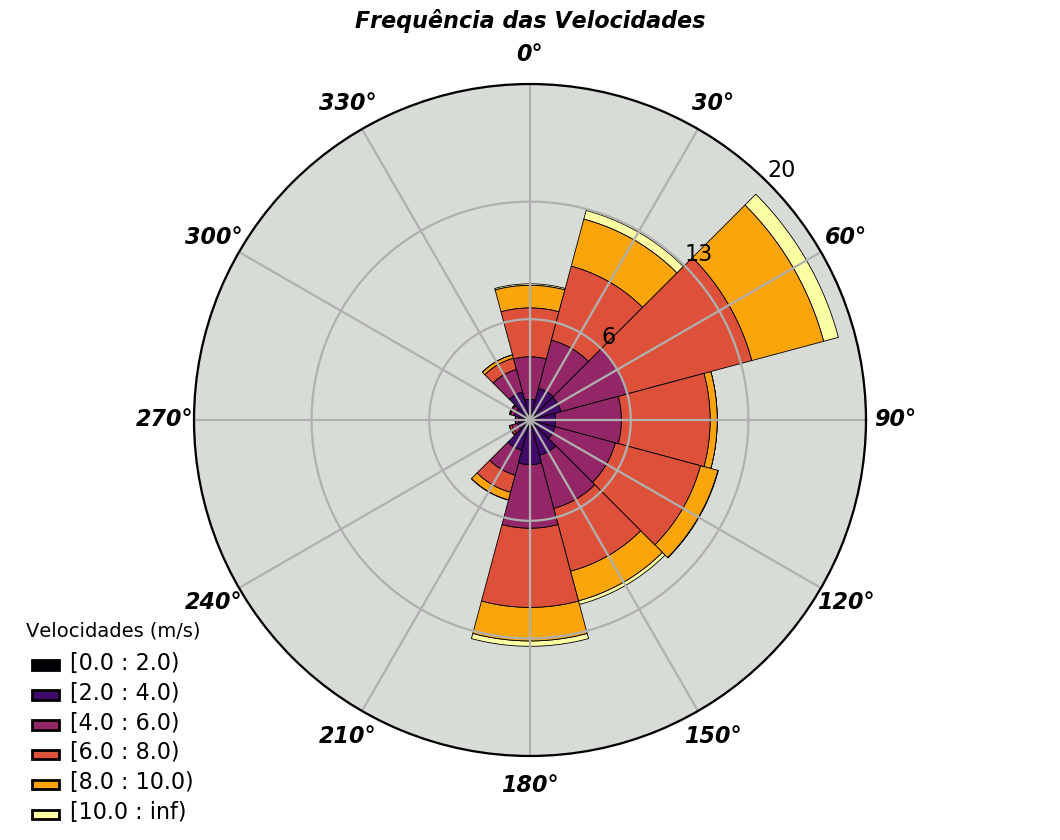 Frequência das Velocidades
0°
330°
30°
20
300°
60°
13
6
270°
90°
240°
120°
Velocidades (m/s)
[0.0 : 2.0)
[2.0 : 4.0)
[4.0 : 6.0)
210°
150°
[6.0 : 8.0)
180°
[8.0 : 10.0)
[10.0 : inf)